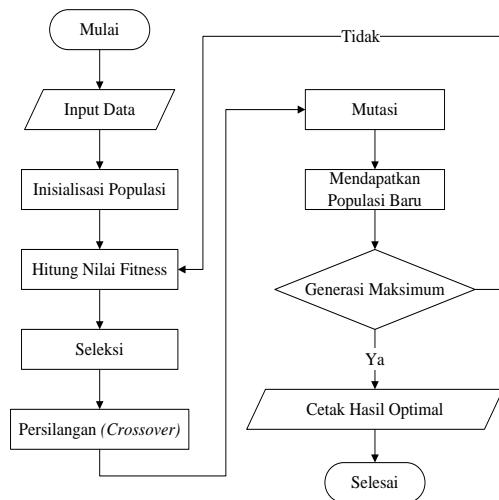 Mulai
Input Data
Inisialisasi Populasi
Hitung Nilai Fitness
Seleksi
Persilangan (Crossover)
Tidak
Mutasi
Mendapatkan
Populasi Baru
Generasi Maksimum
Ya
Cetak Hasil Optimal
Selesai